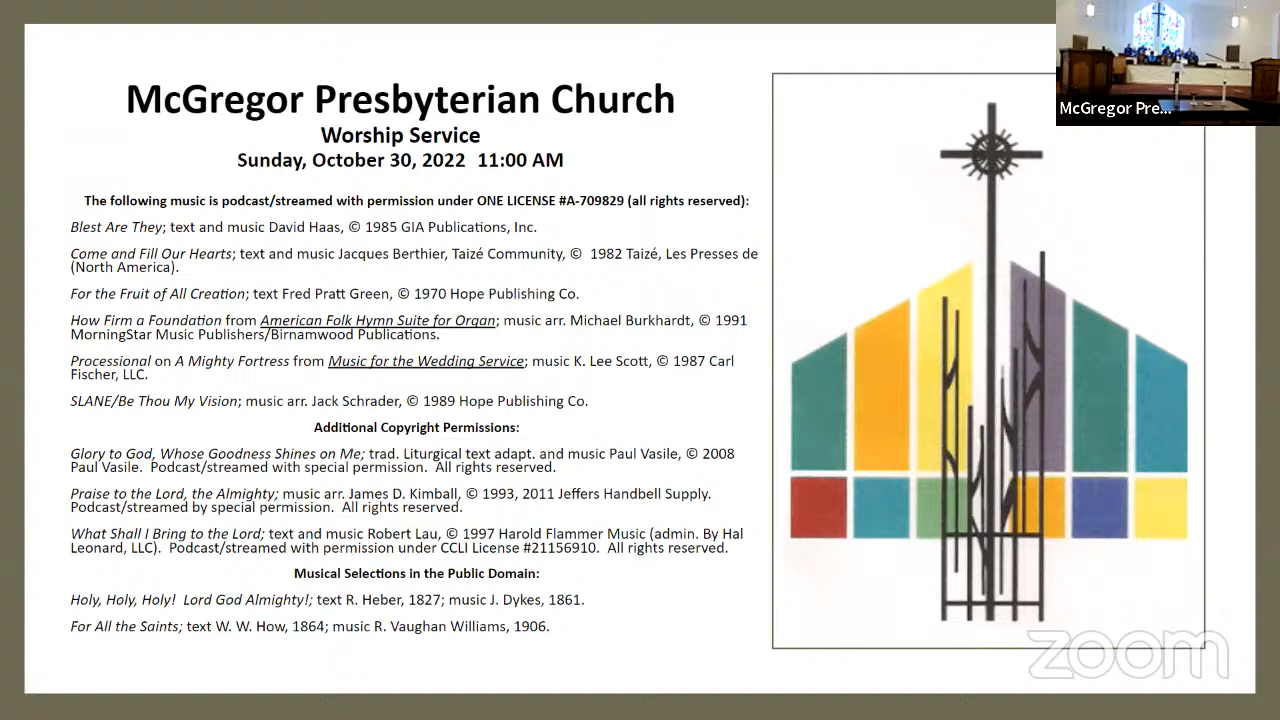 McGregor Presbyterian Church
Worship Service
Sunday, October 30, 2022 11:00 AM
The following music is podcast/streamed with permission under ONE LICENSE #A-709829 (all rights reserved):
Blest Are They; text and music David Haas, © 1985 GIA Publications, Inc.
Come and Fill Our Hearts; text and music Jacques Berthier, Taizé Community, © 1982 Taizé, Les Presses de
(North America).
For the Fruit of All Creation; text Fred Pratt Green, © 1970 Hope Publishing Co.
How Firm a Foundation from American Folk Hymn Suite for Organ; music arr. Michael Burkhardt, © 1991
MorningStar Music Publishers/Birnamwood Publications.
Processional on A Mighty Fortress from Music for the Wedding Service; music K. Lee Scott, © 1987 Carl
Fischer, LLC.
SLANE/Be Thou My Vision; music arr. Jack Schrader, © 1989 Hope Publishing Co.
Additional Copyright Permissions:
Glory to God, Whose Goodness Shines on Me; trad. Liturgical text adapt. and music Paul Vasile, © 2008
Paul Vasile. Podcast/streamed with special permission. All rights reserved.
Praise to the Lord, the Almighty; music arr. James D. Kimball, © 1993, 2011 Jeffers Handbell Supply.
Podcast/streamed by special permission. All rights reserved.
What Shall I Bring to the Lord; text and music Robert Lau, © 1997 Harold Flammer Music (admin. By Hal
Leonard, LLC). Podcast/streamed with permission under CCLI License #21156910. All rights reserved.
Musical Selections in the Public Domain:
Holy, Holy, Holy! Lord God Almighty!; text R. Heber, 1827; music J. Dykes, 1861.
For All the Saints; text W. W. How, 1864; music R. Vaughan Williams, 1906.
McGregor Pre...
zoom